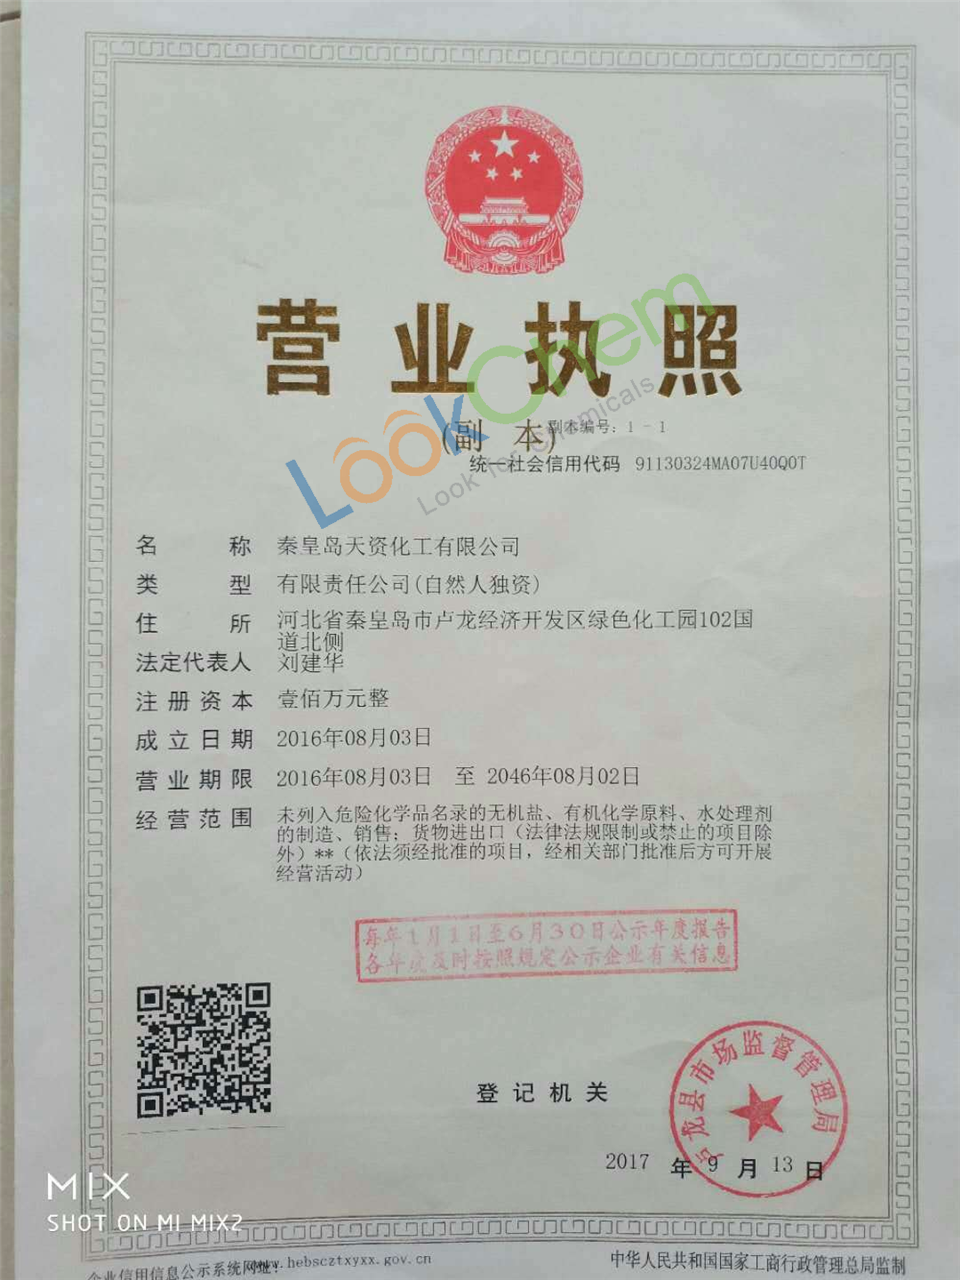 营业执照
(副 本)
副本编号: 1 - 1
统一社会信用代码 91130324MA07U40Q0T
LookChem
Look for Chemicals
名 称 秦皇岛天资化工有限公司
类 型 有限责任公司(自然人独资)
住 所 河北省秦皇岛市卢龙经济开发区绿色化工园102国
道北侧
法定代表人 刘建华
注册资本 壹佰万元整
成立日期 2016年08月03日
营业期限 2016年08月03日 至 2046年08月02日
经营范围 未列入危险化学品名录的无机盐、有机化学原料、水处理剂
的制造、销售；货物进出口（法律法规限制或禁止的项目除
外）**（依法须经批准的项目，经相关部门批准后方可开展
经营活动）
每年1月1日至6月30日公示年度报告
各年度及时按照规定公示企业有关信息
登记机关
卢龙县市场监督管理局
2017 年 9 月 13 日
MIX
SHOT ON MI MIX2
企业信用信息公示系统网址: www.hebscztxyxx.gov.cn
中华人民共和国国家工商行政管理总局监制